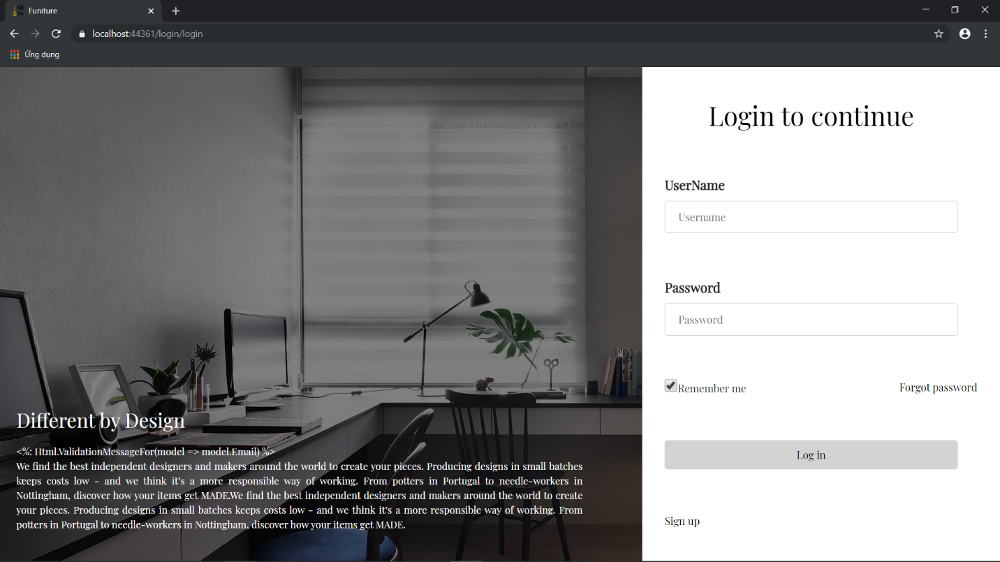 Funiture
localhost:44361/login/login
Ứng dụng
Login to continue
UserName
Username
Password
Password
Remember me
Forgot password
Log in
Sign up
Different by Design
<%: Html.ValidationMessageFor(model => model.Email) %>
We find the best independent designers and makers around the world to create your pieces. Producing designs in small batches
keeps costs low - and we think it's a more responsible way of working. From potters in Portugal to needle-workers in
Nottingham, discover how your items get MADE.We find the best independent designers and makers around the world to create
your pieces. Producing designs in small batches keeps costs low - and we think it's a more responsible way of working. From
potters in Portugal to needle-workers in Nottingham, discover how your items get MADE.